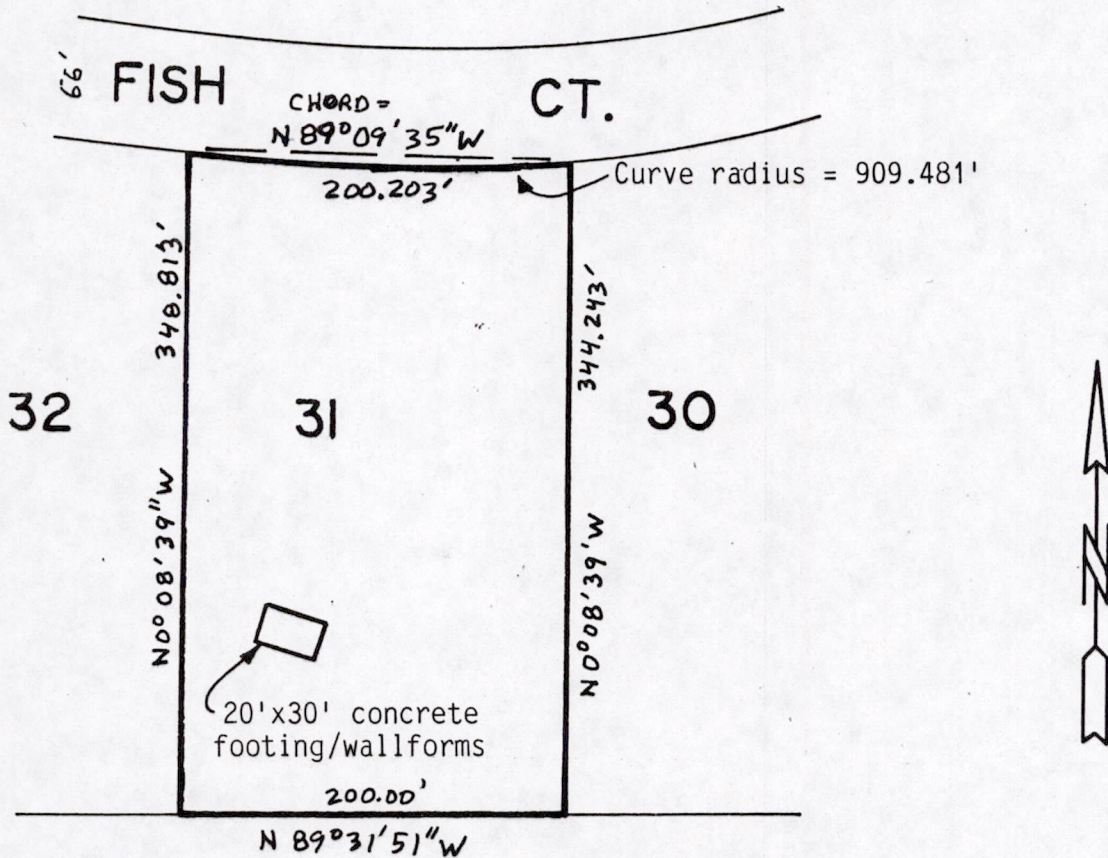 66'
FISH CT.
CHORD =
N 89°09'35"W
200.203'
Curve radius = 909.481'
348.813'
344.243'
32
31
30
N0°08'39"W
N0°08'39"W
N
20'x30' concrete
footing/wallforms
200.00'
N 89°31'51"W